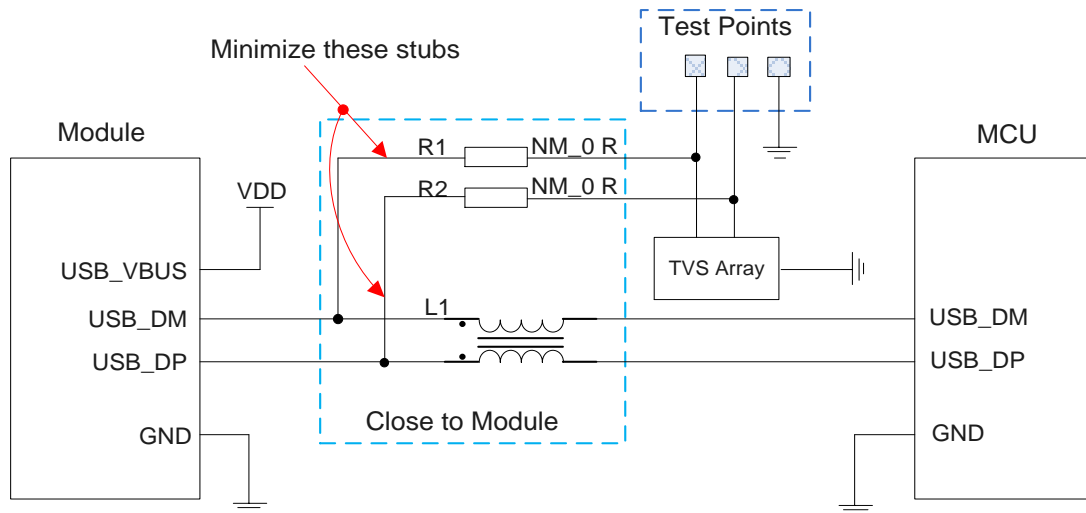 Test Points
Minimize these stubs
Module
MCU
R1 NM_0 R
R2 NM_0 R
VDD
TVS Array
USB_VBUS
USB_DM
L1
USB_DM
USB_DP
USB_DP
Close to Module
GND
GND